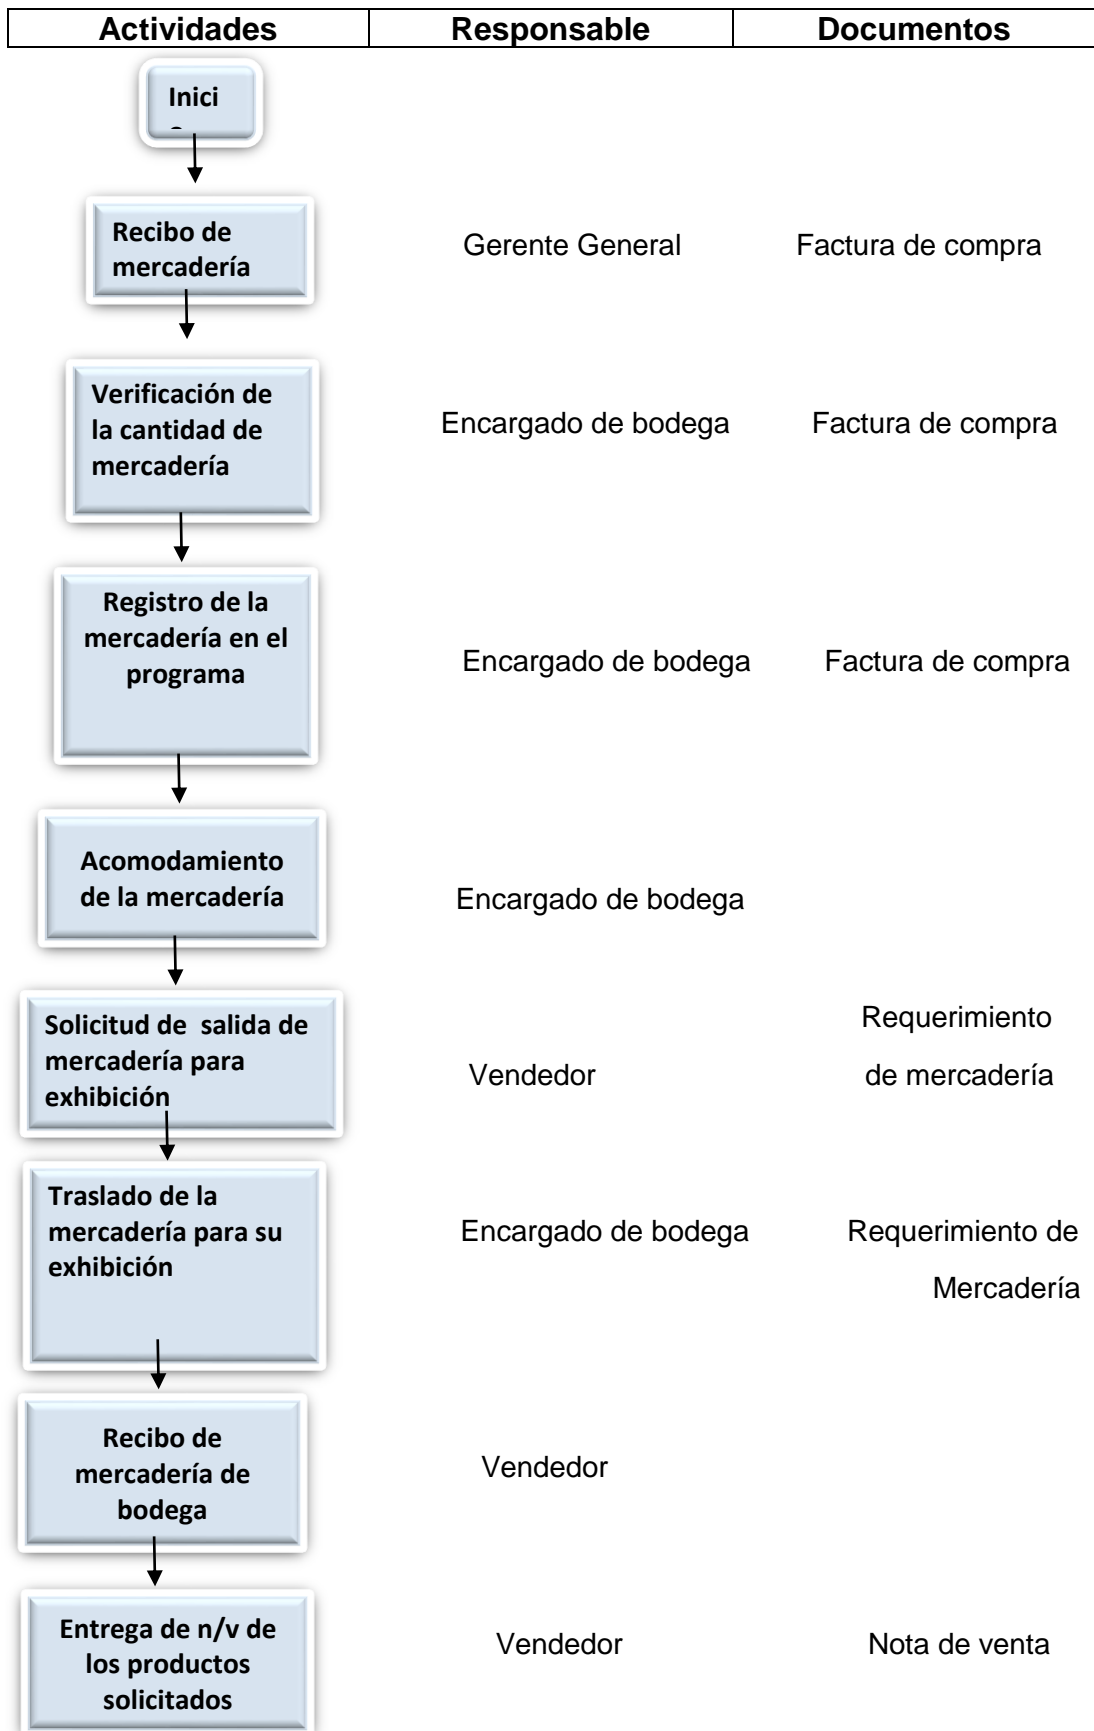 Actividades Responsable Documentos
Inici
Recibo de
mercadería
Gerente General Factura de compra
Verificación de
la cantidad de
mercadería
Encargado de bodega Factura de compra
Registro de la
mercadería en el
programa
Encargado de bodega Factura de compra
Acomodamiento
de la mercadería
Encargado de bodega
Solicitud de salida de
mercadería para
exhibición
Vendedor
Requerimiento
de mercadería
Traslado de la
mercadería para su
exhibición
Encargado de bodega
Requerimiento de
Mercadería
Recibo de
mercadería de
bodega
Vendedor
Entrega de n/v de
los productos
solicitados
Vendedor Nota de venta